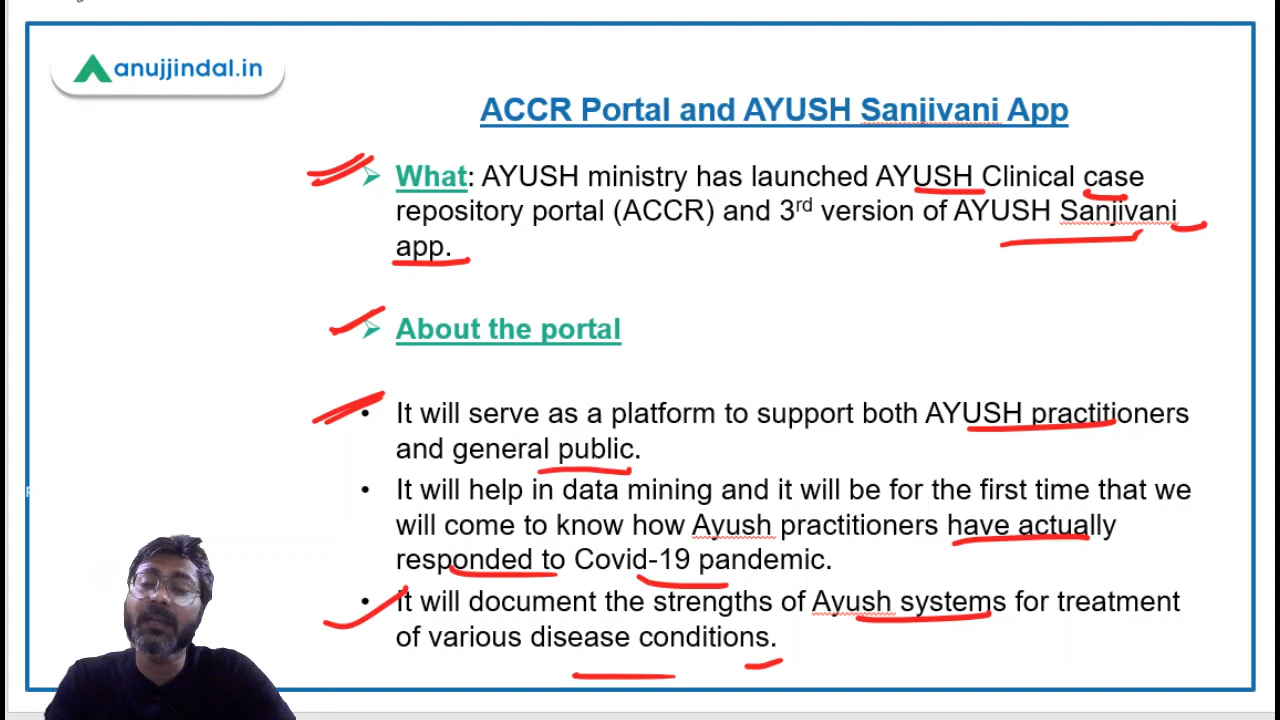 anujjindal.in
ACCR Portal and AYUSH Sanjivani App
What: AYUSH ministry has launched AYUSH Clinical case
repository portal (ACCR) and 3rd version of AYUSH Sanjivani
app.
About the portal
• It will serve as a platform to support both AYUSH practitioners
and general public.
• It will help in data mining and it will be for the first time that we
will come to know how Ayush practitioners have actually
responded to Covid-19 pandemic.
• It will document the strengths of Ayush systems for treatment
of various disease conditions.